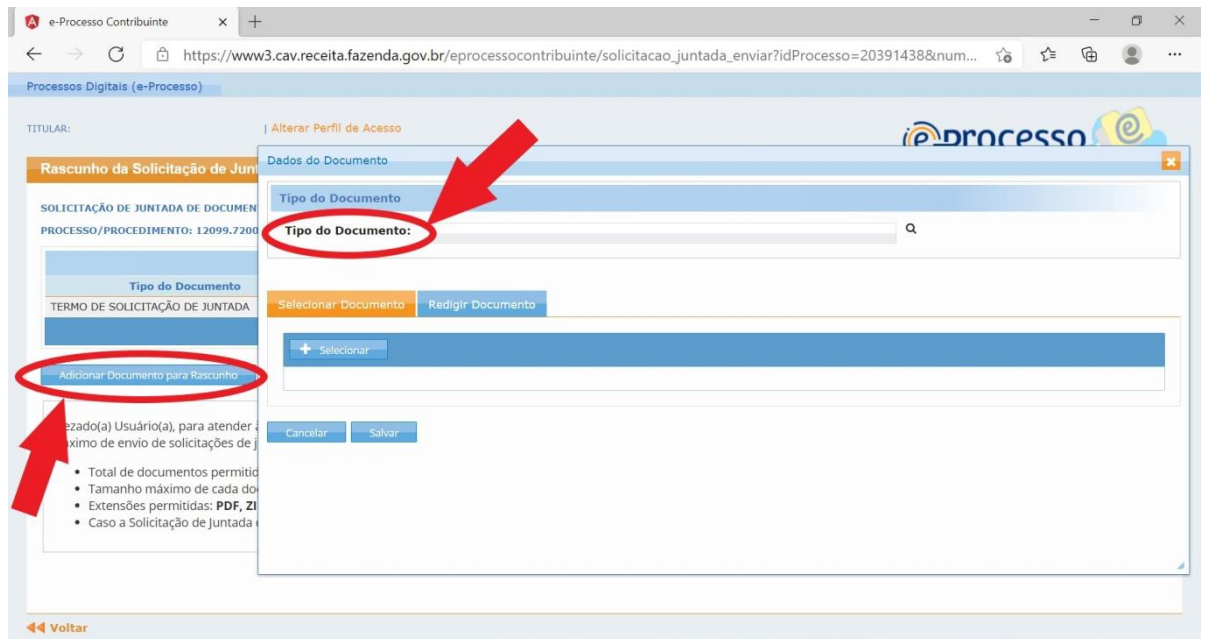 e-Processo Contribuinte
https://www3.cav.receita.fazenda.gov.br/eprocessocontribuinte/solicitacao_juntada_enviar?idProcesso=20391438&num...
Processos Digitais (e-Processo)
TITULAR: | Alterar Perfil de Acesso
e processo
Rascunho da Solicitação de Junt
SOLICITAÇÃO DE JUNTADA DE DOCUMEN
PROCESSO/PROCEDIMENTO: 12099.7200
Tipo do Documento
TERMO DE SOLICITAÇÃO DE JUNTADA
Adicionar Documento para Rascunho
ezado(a) Usuário(a), para atender
ximo de envio de solicitações de j
• Total de documentos permitid
• Tamanho máximo de cada do
• Extensões permitidas: PDF, ZI
• Caso a Solicitação de Juntada
Voltar
Dados do Documento
Tipo do Documento
Tipo do Documento:
Selecionar Documento Redigir Documento
+ Selecionar
Cancelar Salvar